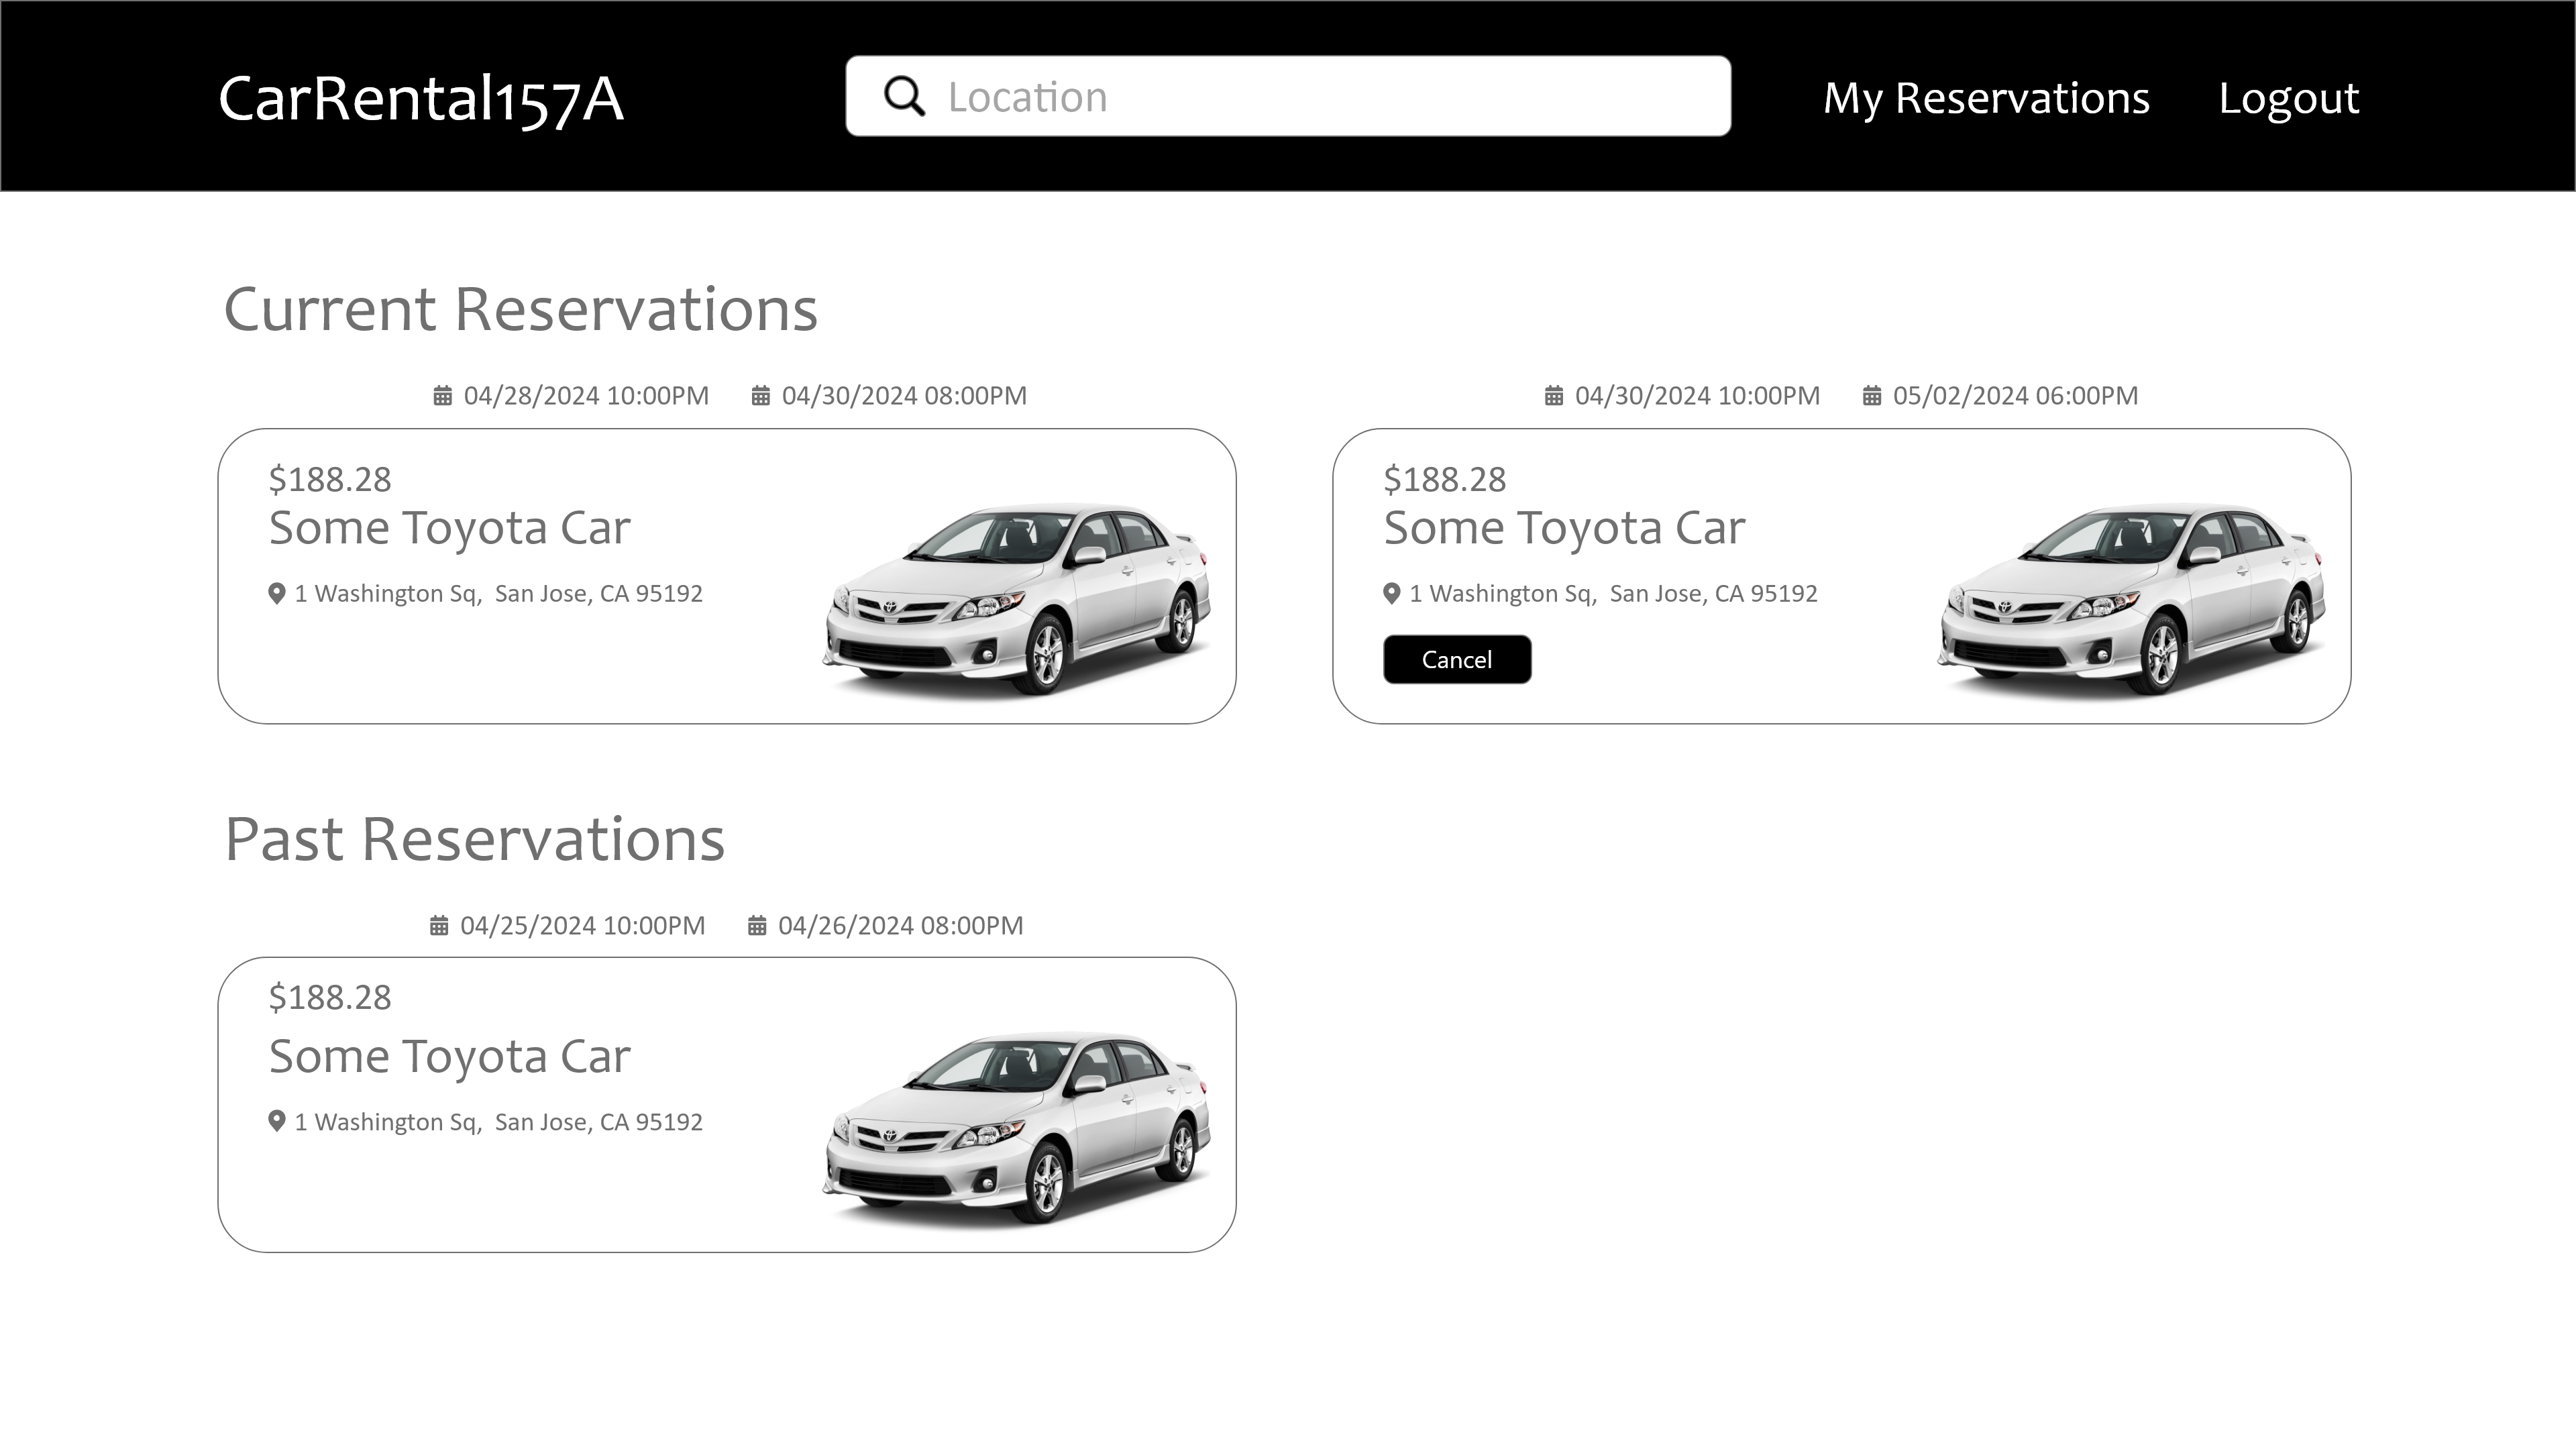 CarRental157A
Location
My Reservations
Logout
Current Reservations
04/28/2024 10:00PM 04/30/2024 08:00PM
$188.28
Some Toyota Car
1 Washington Sq,  San Jose, CA 95192
04/30/2024 10:00PM 05/02/2024 06:00PM
$188.28
Some Toyota Car
1 Washington Sq,  San Jose, CA 95192
Cancel
Past Reservations
04/25/2024 10:00PM 04/26/2024 08:00PM
$188.28
Some Toyota Car
1 Washington Sq,  San Jose, CA 95192